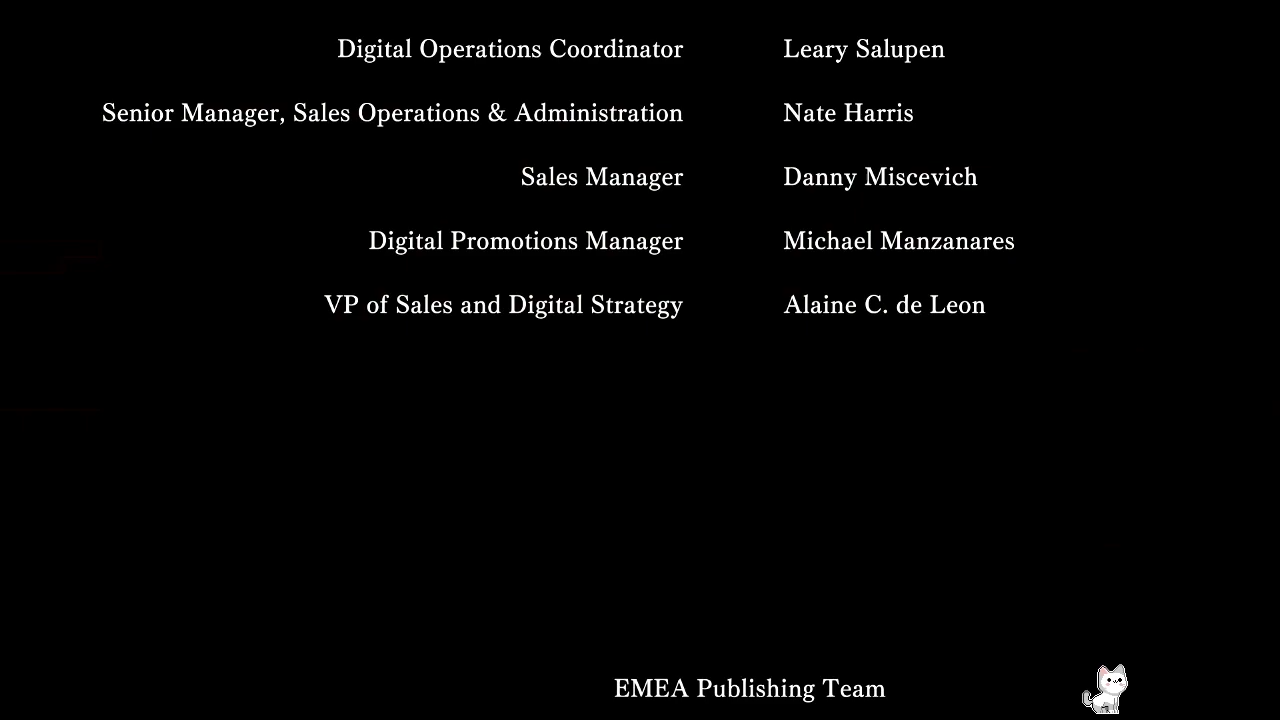 Digital Operations Coordinator Leary Salupen
Senior Manager, Sales Operations & Administration Nate Harris
Sales Manager Danny Miscevich
Digital Promotions Manager Michael Manzanares
VP of Sales and Digital Strategy Alaine C. de Leon
EMEA Publishing Team